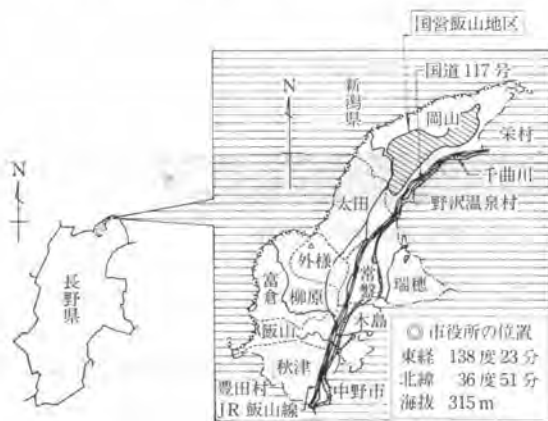 国営飯山地区
国道117号
N
新潟県
岡山
栄村
千曲川
野沢温泉村
太田
N
長野県
外様
富倉
柳原
常盤
瑞穂
飯山
木島
秋津
豊田村
中野市
JR飯山線
◎市役所の位置
東経 138度23分
北緯 36度51分
海抜 315m